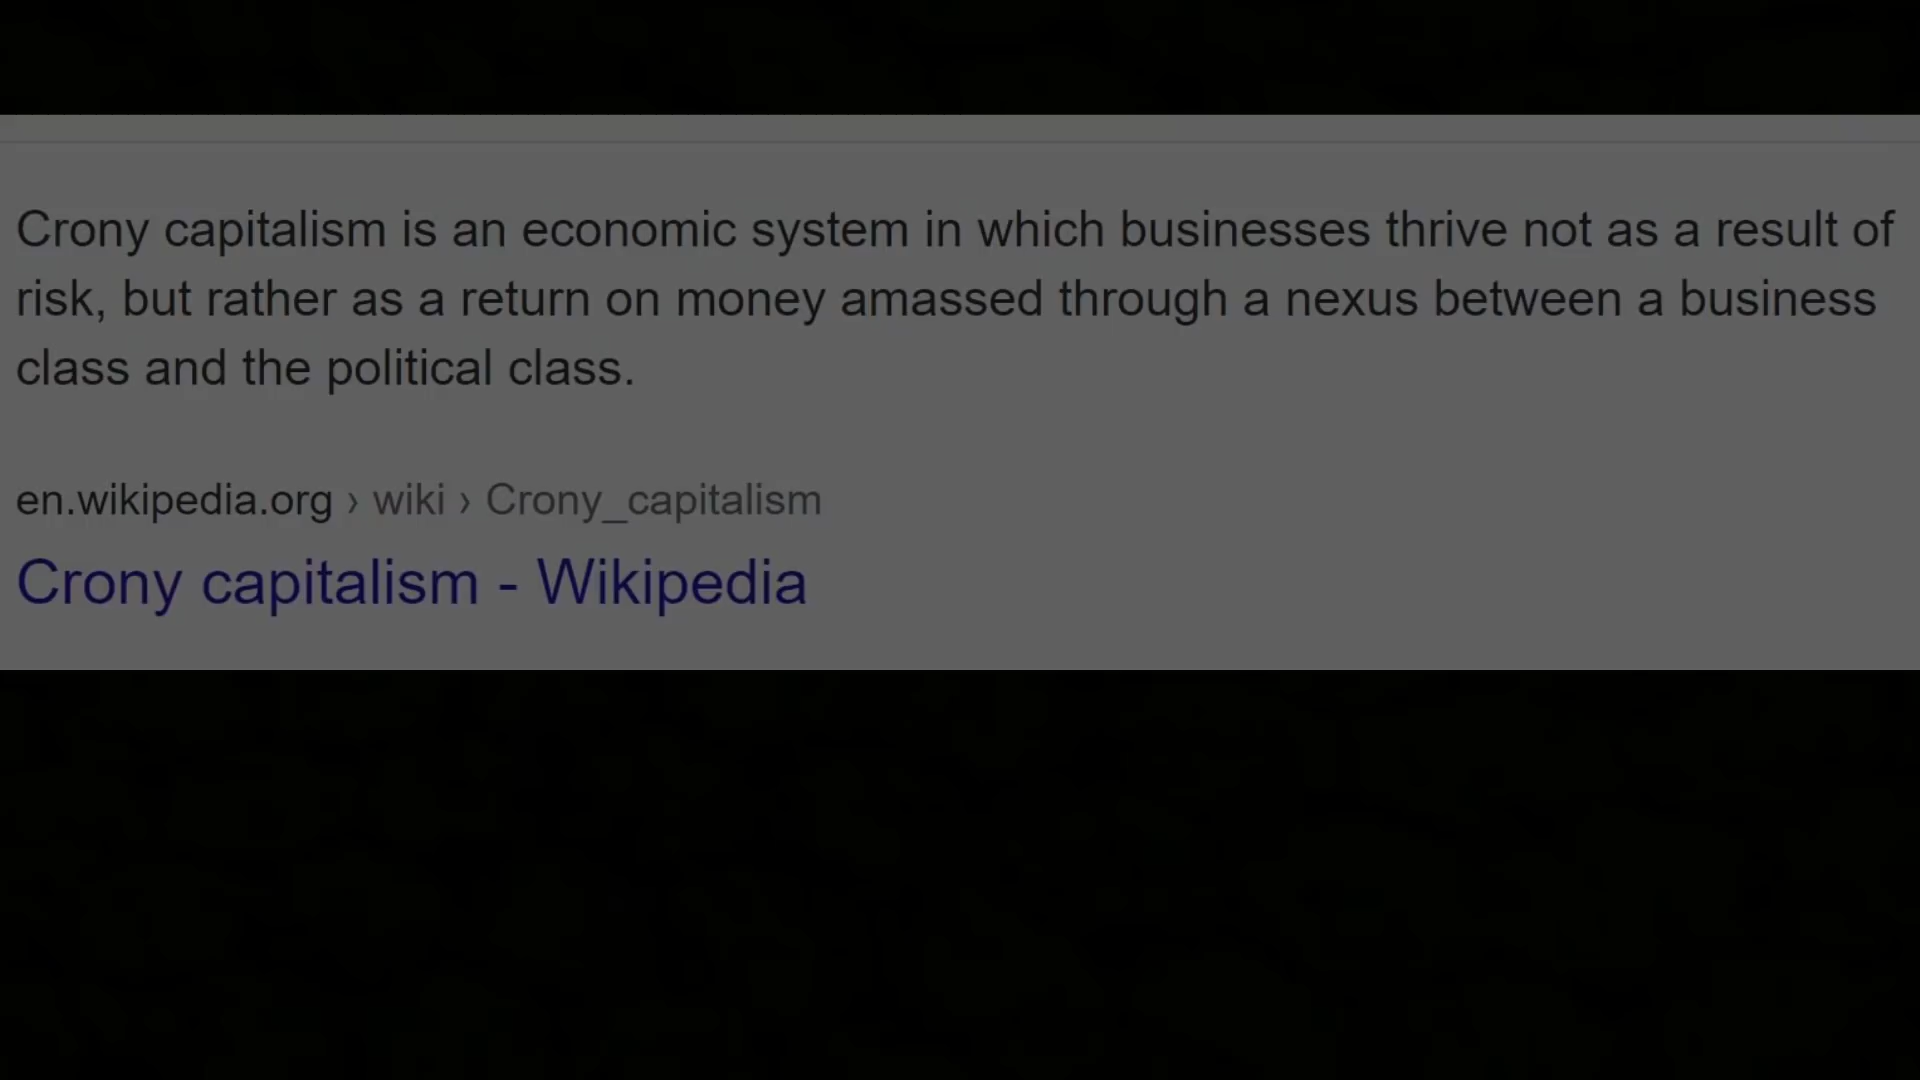 Crony capitalism is an economic system in which businesses thrive not as a result of
risk, but rather as a return on money amassed through a nexus between a business
class and the political class.
en.wikipedia.org › wiki › Crony_capitalism
Crony capitalism - Wikipedia